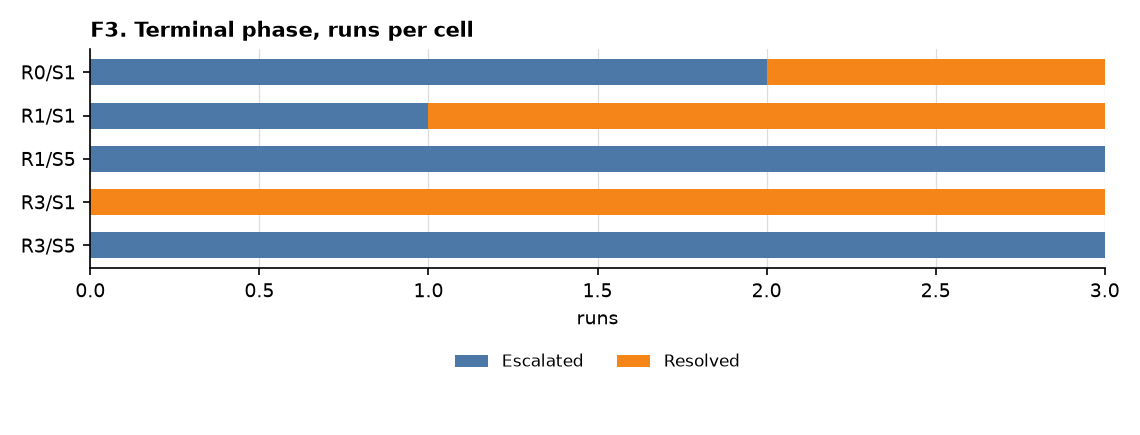 F3. Terminal phase, runs per cell
R0/S1
R1/S1
R1/S5
R3/S1
R3/S5
0.0 0.5 1.0 1.5 2.0 2.5 3.0
runs
Escalated Resolved